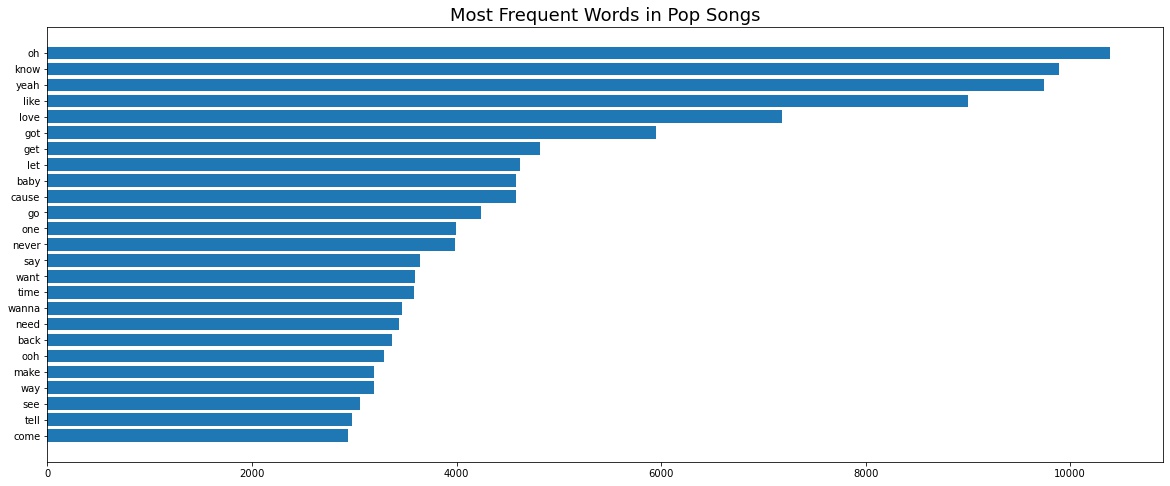 Most Frequent Words in Pop Songs
oh
know
yeah
like
love
got
get
let
baby
cause
go
one
never
say
want
time
wanna
need
back
ooh
make
way
see
tell
come
0 2000 4000 6000 8000 10000